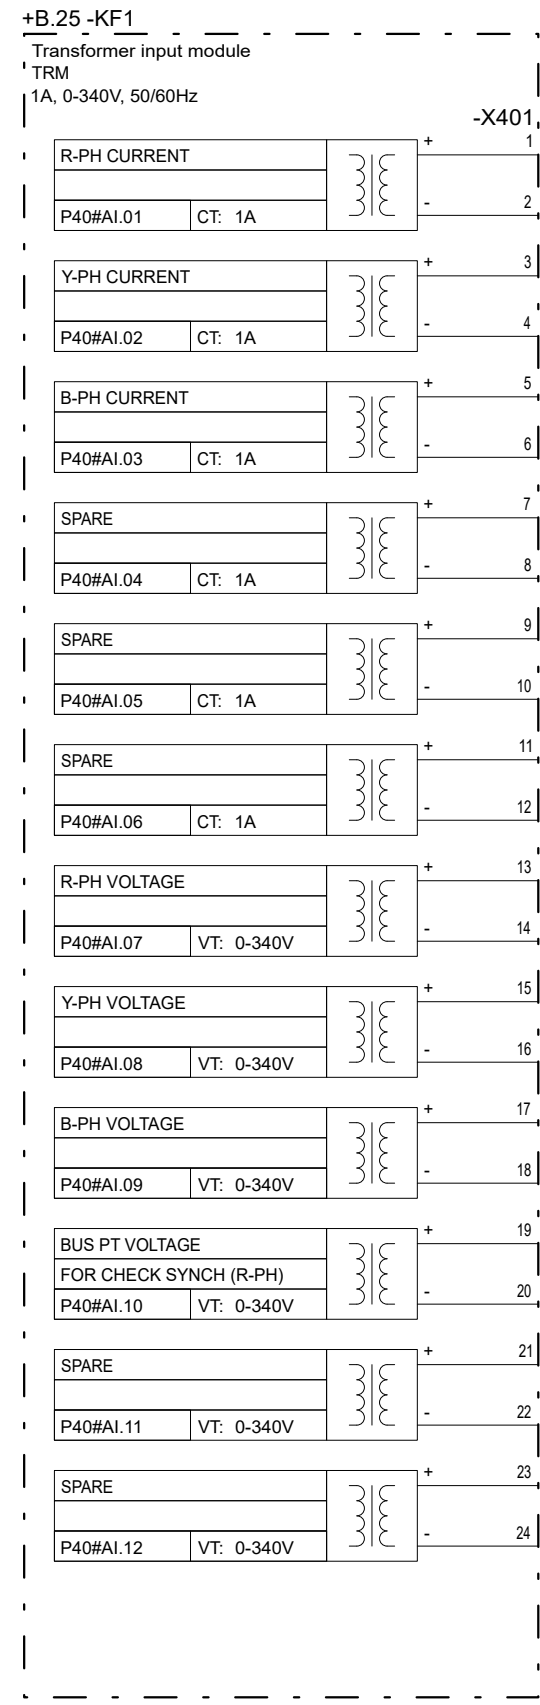 +B.25 -KF1
Transformer input module
TRM
1A, 0-340V, 50/60Hz
-X401
R-PH CURRENT + 1
P40#AI.01 CT: 1A - 2
Y-PH CURRENT + 3
P40#AI.02 CT: 1A - 4
B-PH CURRENT + 5
P40#AI.03 CT: 1A - 6
SPARE + 7
P40#AI.04 CT: 1A - 8
SPARE + 9
P40#AI.05 CT: 1A - 10
SPARE + 11
P40#AI.06 CT: 1A - 12
R-PH VOLTAGE + 13
P40#AI.07 VT: 0-340V - 14
Y-PH VOLTAGE + 15
P40#AI.08 VT: 0-340V - 16
B-PH VOLTAGE + 17
P40#AI.09 VT: 0-340V - 18
BUS PT VOLTAGE + 19
FOR CHECK SYNCH (R-PH)
P40#AI.10 VT: 0-340V - 20
SPARE + 21
P40#AI.11 VT: 0-340V - 22
SPARE + 23
P40#AI.12 VT: 0-340V - 24